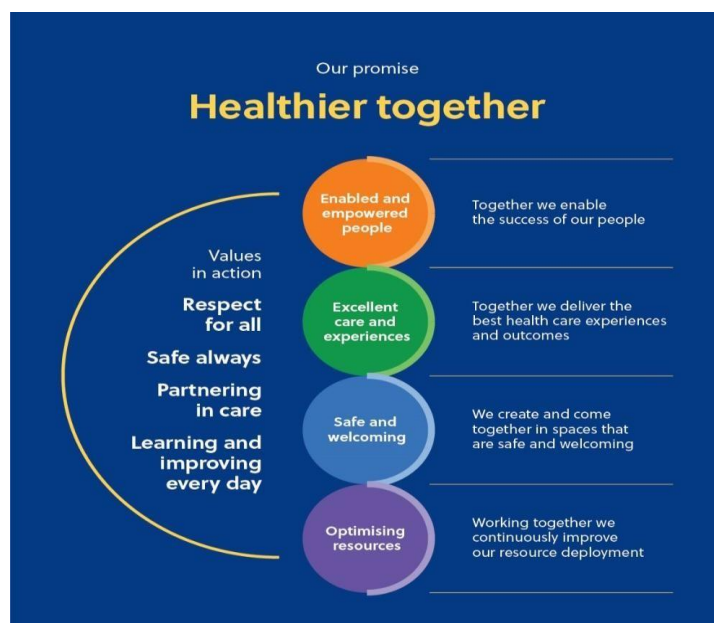 Our promise
Healthier together
Values
in action
Respect
for all
Safe always
Partnering
in care
Learning and
improving
every day
Enabled and
empowered
people
Together we enable
the success of our people
Excellent
care and
experiences
Together we deliver the
best health care experiences
and outcomes
Safe and
welcoming
We create and come
together in spaces that
are safe and welcoming
Optimising
resources
Working together we
continuously improve
our resource deployment